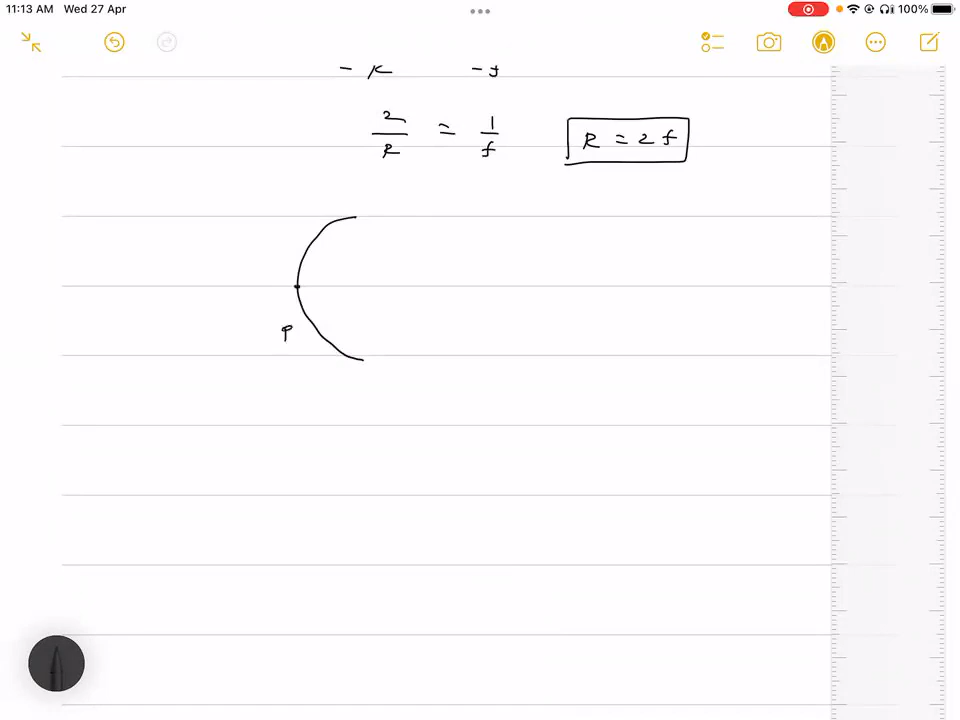 11:13 AM Wed 27 Apr 100%
2/R = 1/f R = 2f
P